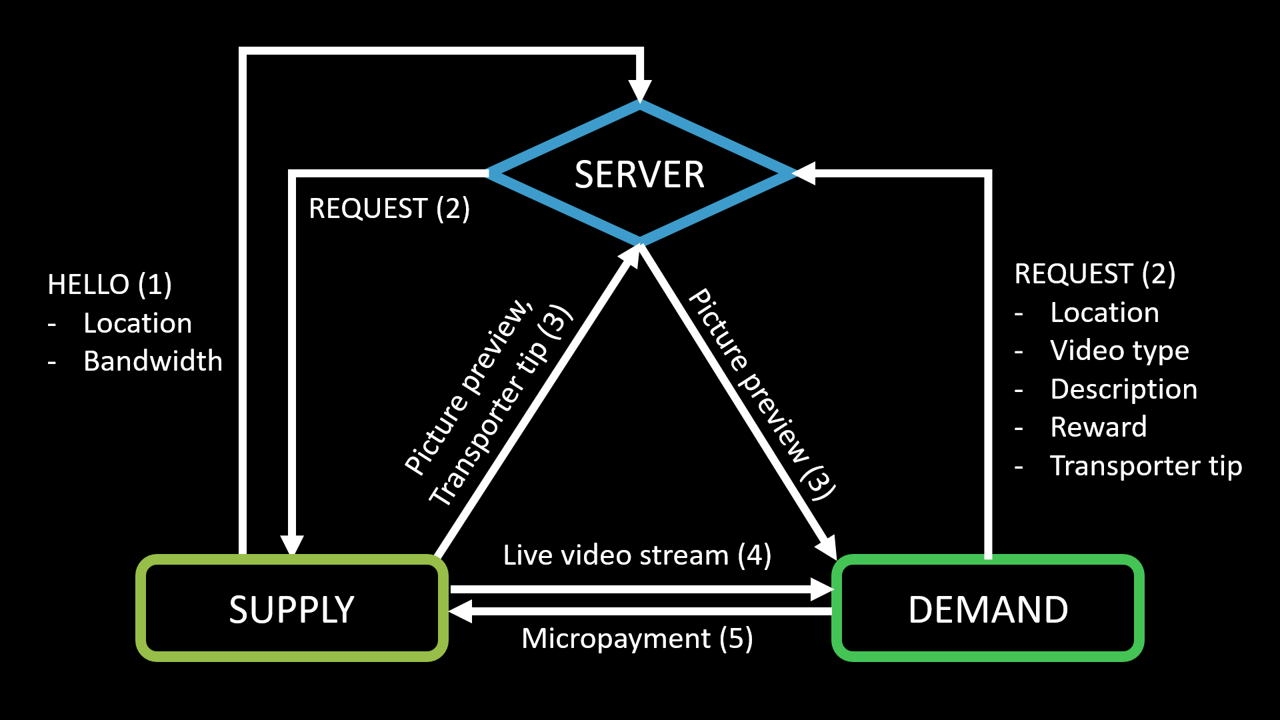 SERVER
REQUEST (2)
HELLO (1)
- Location
- Bandwidth
REQUEST (2)
- Location
- Video type
- Description
- Reward
- Transporter tip
Picture preview,
Transporter tip (3)
Picture preview (3)
Live video stream (4)
SUPPLY
DEMAND
Micropayment (5)